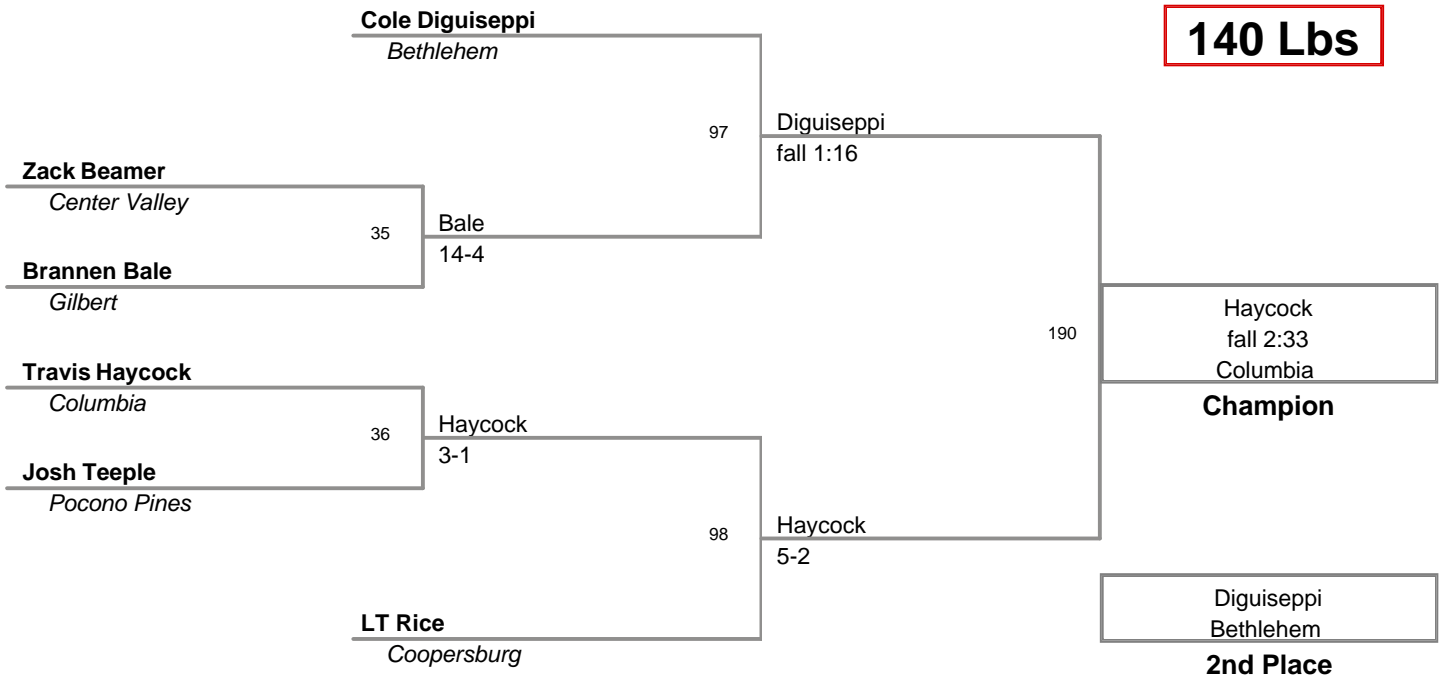 Cole Diguiseppi
Bethlehem
140 Lbs
97
Diguiseppi
fall 1:16
Zack Beamer
Center Valley
35
Bale
14-4
Brannen Bale
Gilbert
190
Haycock
fall 2:33
Columbia
Champion
Travis Haycock
Columbia
36
Haycock
3-1
Josh Teeple
Pocono Pines
98
Haycock
5-2
LT Rice
Coopersburg
Diguiseppi
Bethlehem
2nd Place